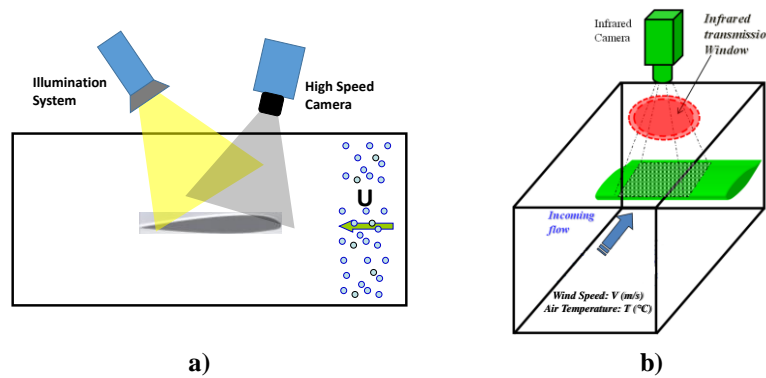 Illumination
System
High Speed
Camera
U
a)
Infrared
Camera
Infrared
transmissio
Window
Incoming
flow
Wind Speed: V (m/s)
Air Temperature: T (°C)
b)